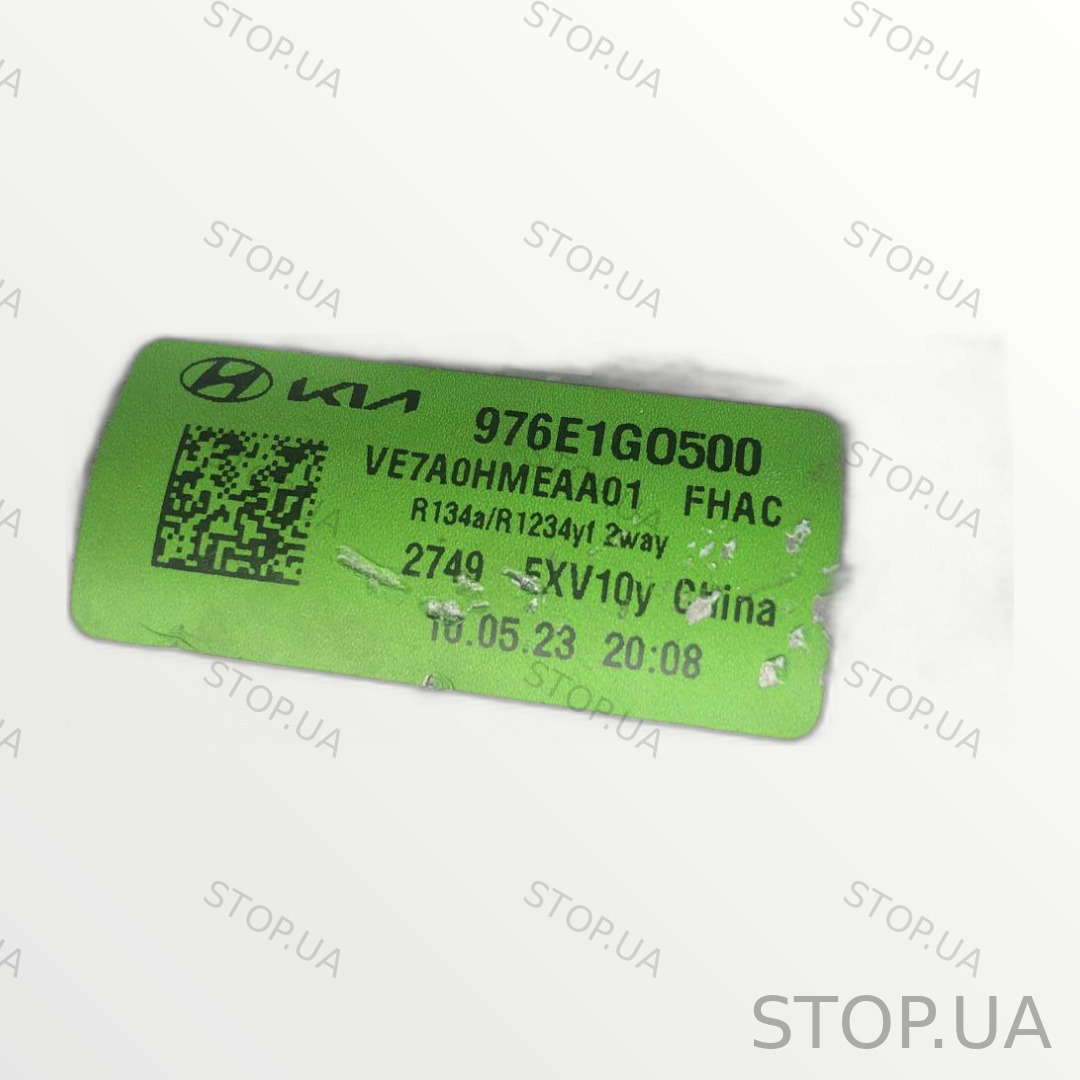 KIA 976E1GO500
VE7A0HMEAA01 FHAC
R134a/R1234yf 2way
2749 5XV10y China
10.05.23 20:08
STOP.UA